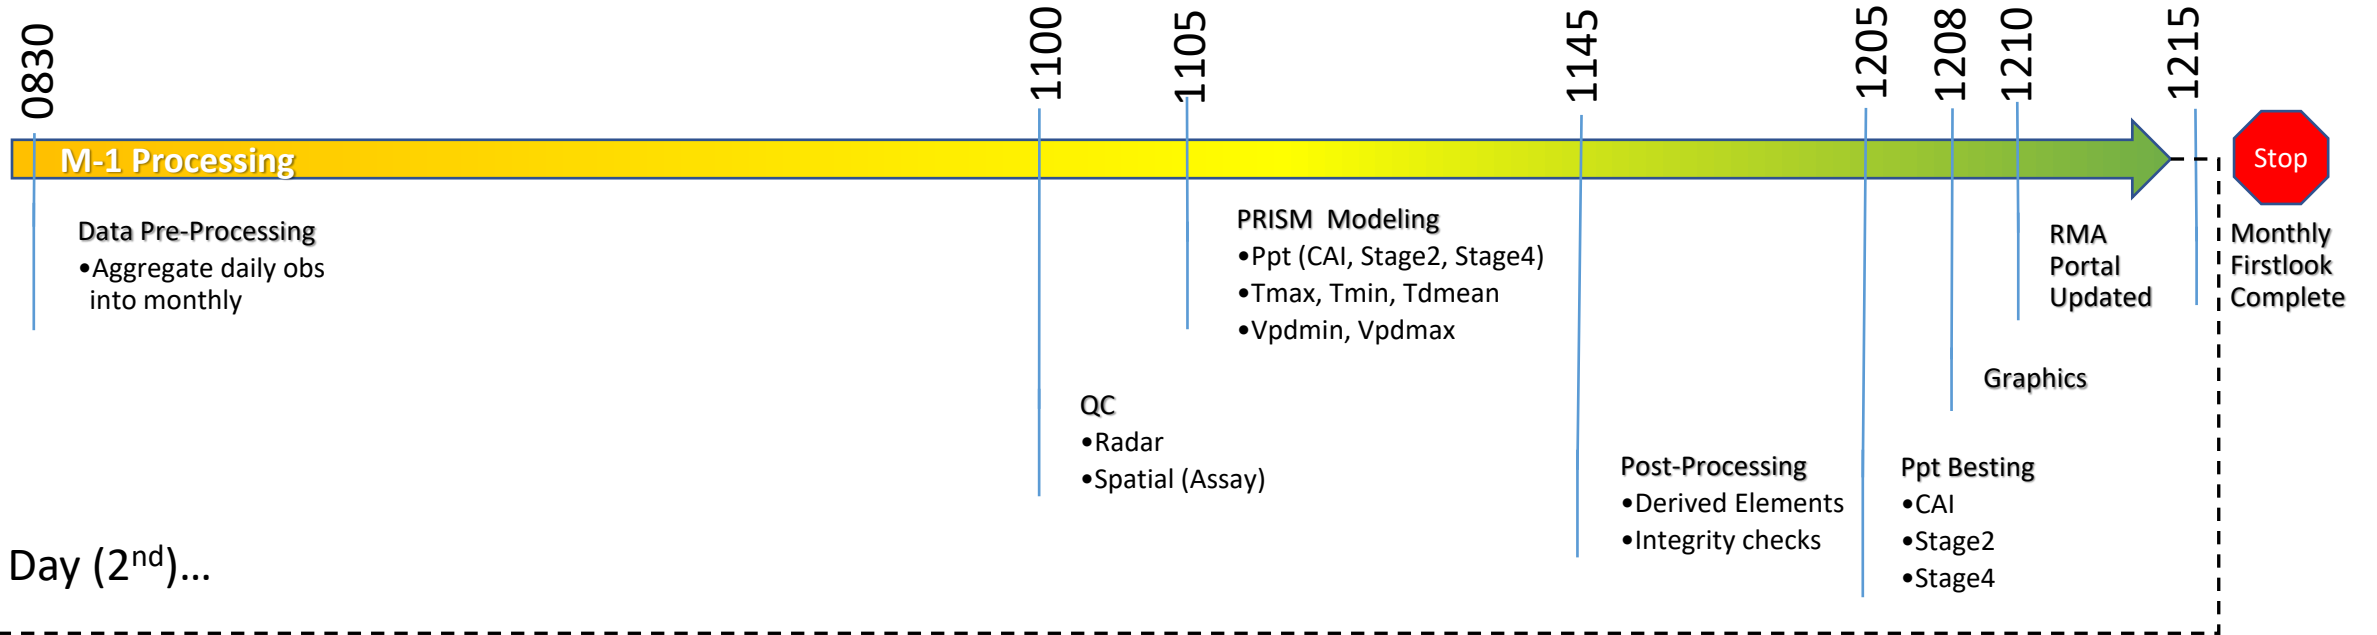 0830
1100
1105
1145
1205
1208
1210
1215
M-1 Processing
Stop
Data Pre-Processing
•Aggregate daily obs
into monthly
QC
•Radar
•Spatial (Assay)
PRISM  Modeling
•Ppt (CAI, Stage2, Stage4)
•Tmax, Tmin, Tdmean
•Vpdmin, Vpdmax
Post-Processing
•Derived Elements
•Integrity checks
Ppt Besting
•CAI
•Stage2
•Stage4
Graphics
RMA
Portal
Updated
Monthly
Firstlook
Complete
Day (2nd)...